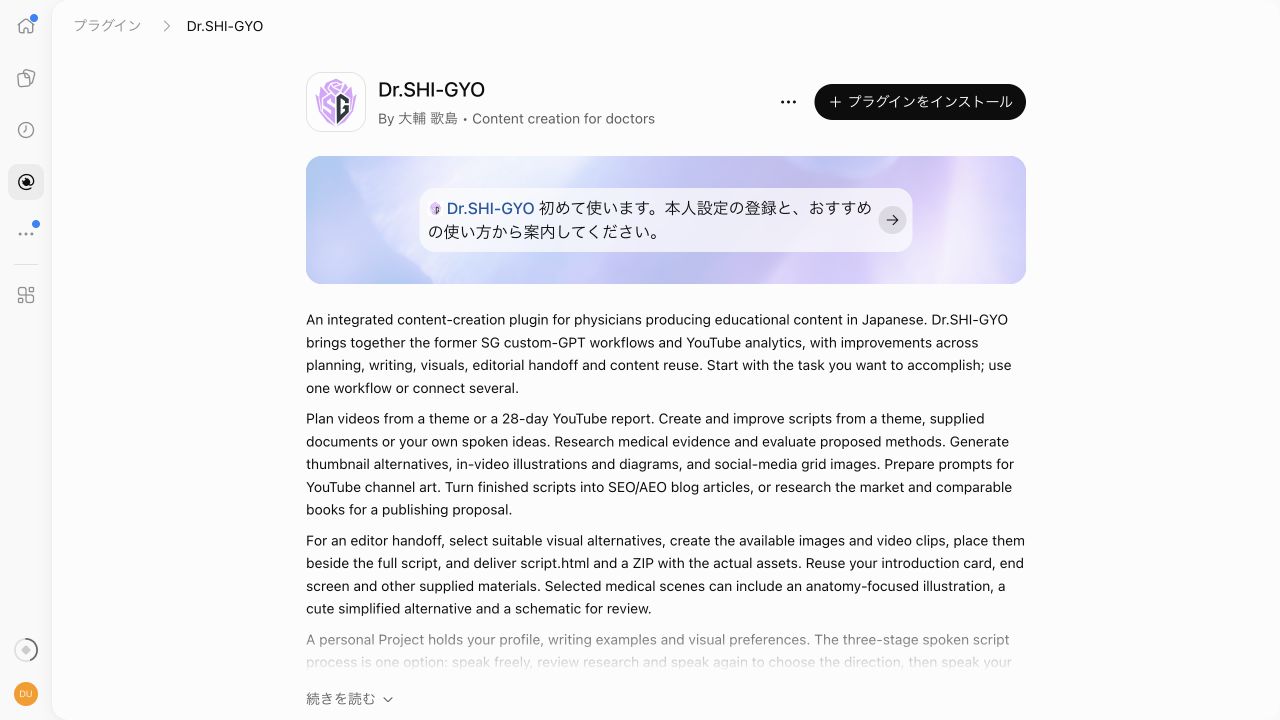 プラグイン
Dr.SHI-GYO
SG
Dr.SHI-GYO
By 大輔 歌島 • Content creation for doctors
プラグインをインストール
Dr.SHI-GYO 初めて使います。本人設定の登録と、おすすめ
の使い方から案内してください。
An integrated content-creation plugin for physicians producing educational content in Japanese. Dr.SHI-GYO
brings together the former SG custom-GPT workflows and YouTube analytics, with improvements across
planning, writing, visuals, editorial handoff and content reuse. Start with the task you want to accomplish; use
one workflow or connect several.
Plan videos from a theme or a 28-day YouTube report. Create and improve scripts from a theme, supplied
documents or your own spoken ideas. Research medical evidence and evaluate proposed methods. Generate
thumbnail alternatives, in-video illustrations and diagrams, and social-media grid images. Prepare prompts for
YouTube channel art. Turn finished scripts into SEO/AEO blog articles, or research the market and comparable
books for a publishing proposal.
For an editor handoff, select suitable visual alternatives, create the available images and video clips, place them
beside the full script, and deliver script.html and a ZIP with the actual assets. Reuse your introduction card, end
screen and other supplied materials. Selected medical scenes can include an anatomy-focused illustration, a
cute simplified alternative and a schematic for review.
A personal Project holds your profile, writing examples and visual preferences. The three-stage spoken script
process is one option: speak freely, review research and speak again to choose the direction, then speak your
続きを読む
DU